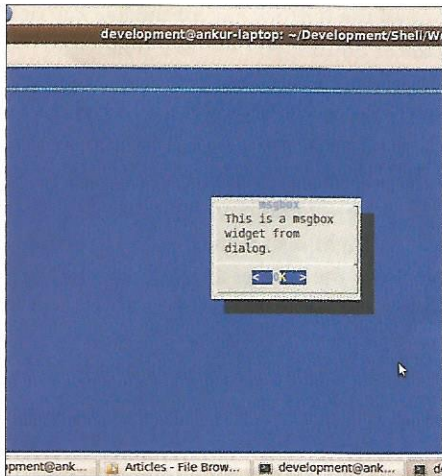 development@ankur-laptop: ~/Development/Shell/W
msgbox
This is a msgbox
widget from
dialog.
< OK >
pment@ank...
Articles - File Brow...
development@ank...
d